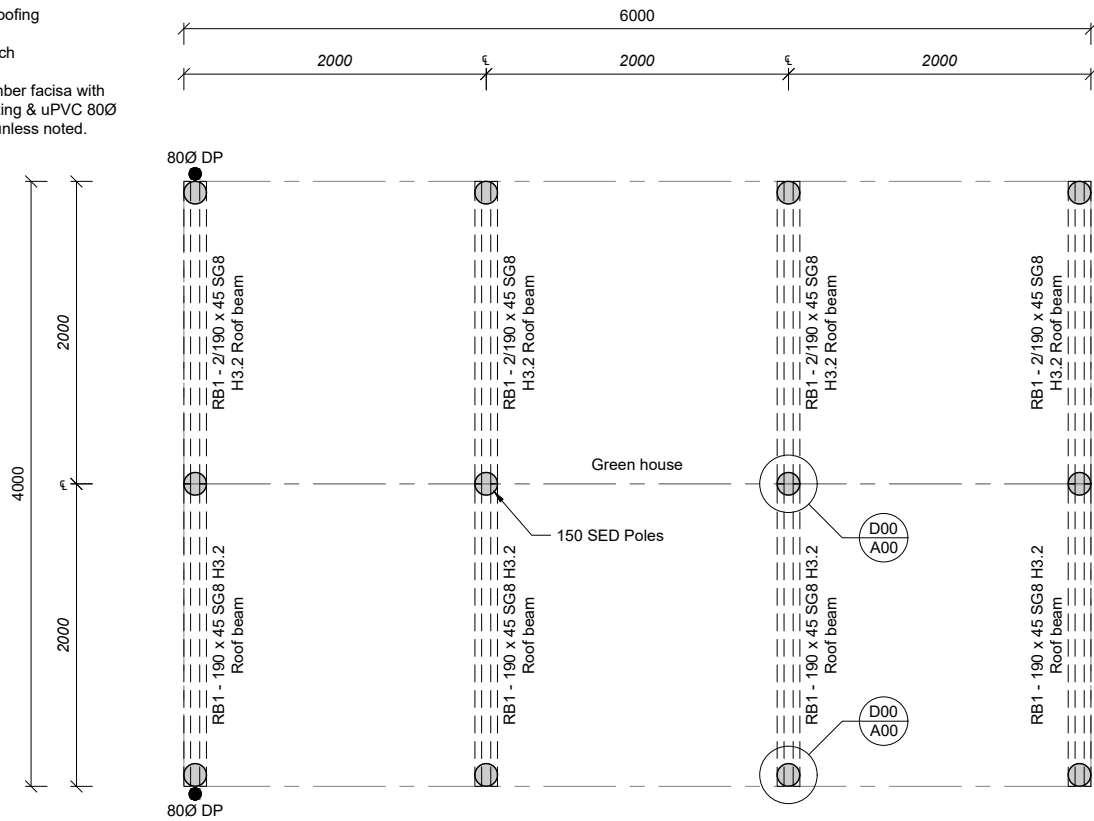 oofing
ch
nber facisa with
ting & uPVC 80Ø
unless noted.
6000
2000
℄
2000
℄
2000
80Ø DP
4000
2000
℄
2000
RB1 - 2/190 x 45 SG8
H3.2 Roof beam
RB1 - 2/190 x 45 SG8
H3.2 Roof beam
RB1 - 2/190 x 45 SG8
H3.2 Roof beam
RB1 - 2/190 x 45 SG8
H3.2 Roof beam
Green house
150 SED Poles
D00
A00
RB1 - 190 x 45 SG8 H3.2
Roof beam
RB1 - 190 x 45 SG8 H3.2
Roof beam
RB1 - 190 x 45 SG8 H3.2
Roof beam
RB1 - 190 x 45 SG8 H3.2
Roof beam
D00
A00
80Ø DP